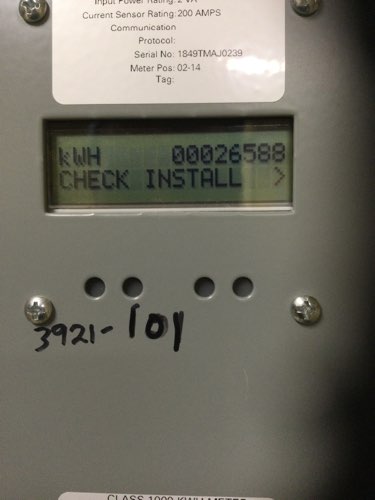 Input Power Rating: 2 VA
Current Sensor Rating: 200 AMPS
Communication
Protocol:
Serial No: 1849TMAJ0239
Meter Pos: 02-14
Tag:
kWH 00026588
CHECK INSTALL >
3921-101
CLASS 1000 KWH METER